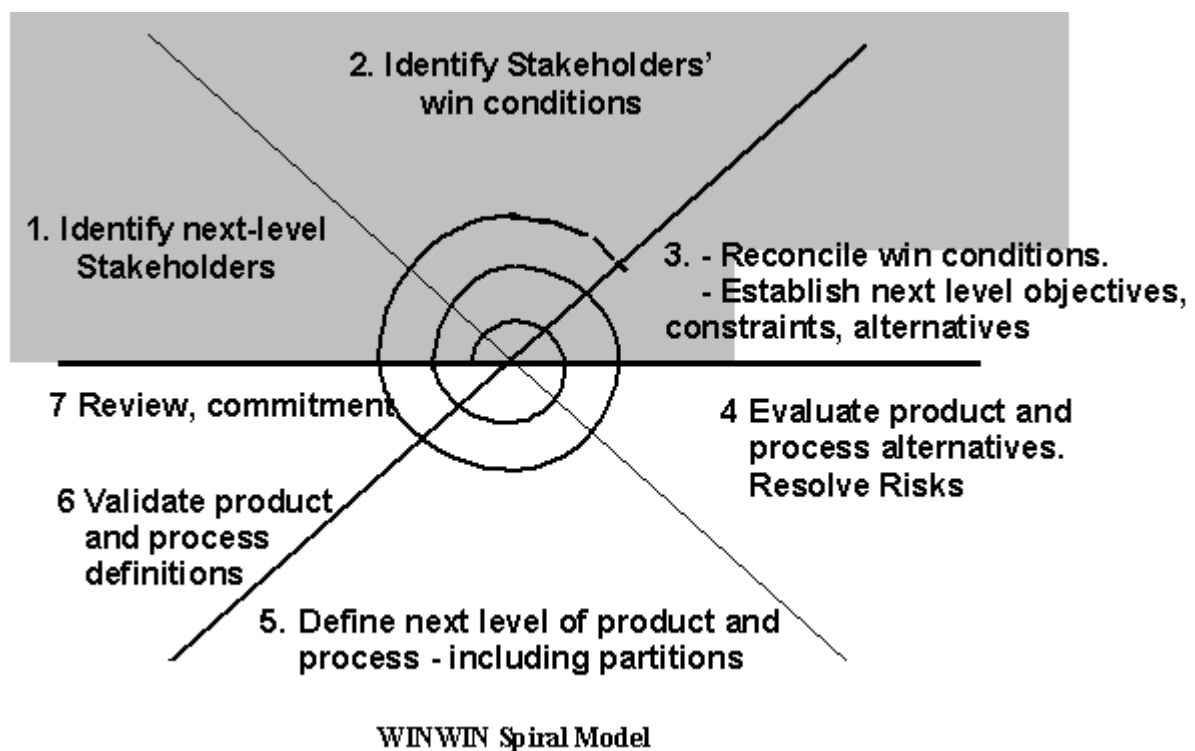 2. Identify Stakeholders’
win conditions
1. Identify next-level
Stakeholders
3. - Reconcile win conditions.
- Establish next level objectives,
constraints, alternatives
7 Review, commitment
4 Evaluate product and
process alternatives.
Resolve Risks
6 Validate product
and process
definitions
5. Define next level of product and
process - including partitions
WINWIN Spiral Model